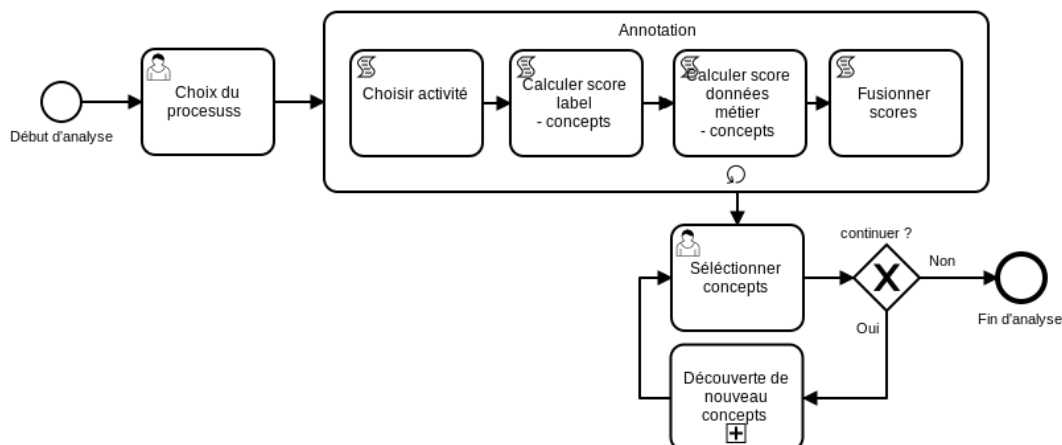 Annotation
Début d'analyse
Choix du
procesuss
Choisir activité
Calculer score
label
- concepts
Calculer score
données
métier
- concepts
Fusionner
scores
Séléctionner
concepts
continuer ?
Non
Oui
Fin d'analyse
Découverte de
nouveau
concepts